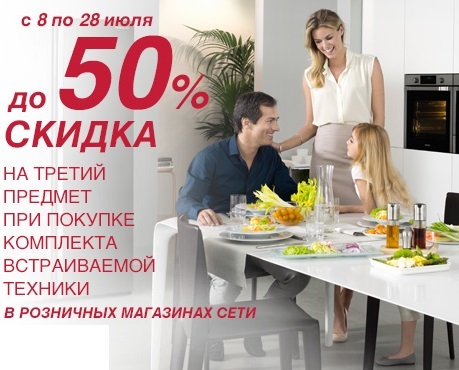 с 8 по 28 июля
до 50%
СКИДКА
НА ТРЕТИЙ
ПРЕДМЕТ
ПРИ ПОКУПКЕ
КОМПЛЕКТА
ВСТРАИВАЕМОЙ
ТЕХНИКИ
В РОЗНИЧНЫХ МАГАЗИНАХ СЕТИ